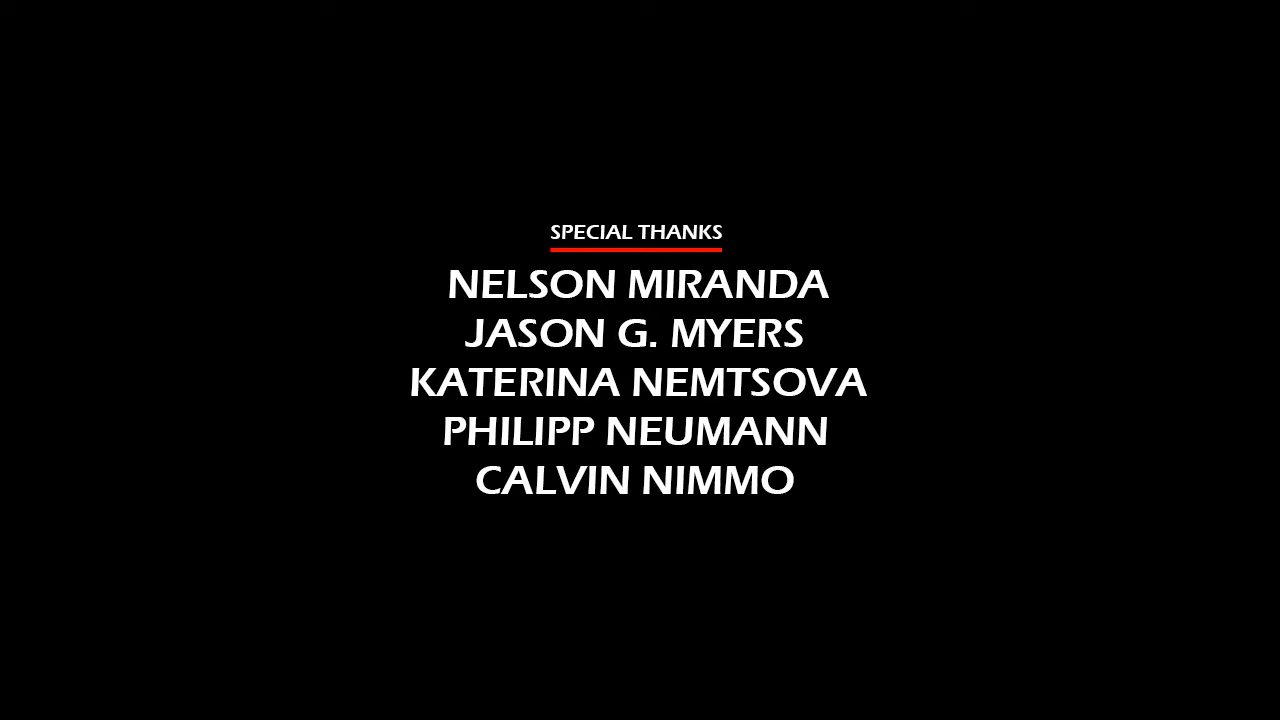 SPECIAL THANKS
NELSON MIRANDA
JASON G. MYERS
KATERINA NEMTSOVA
PHILIPP NEUMANN
CALVIN NIMMO